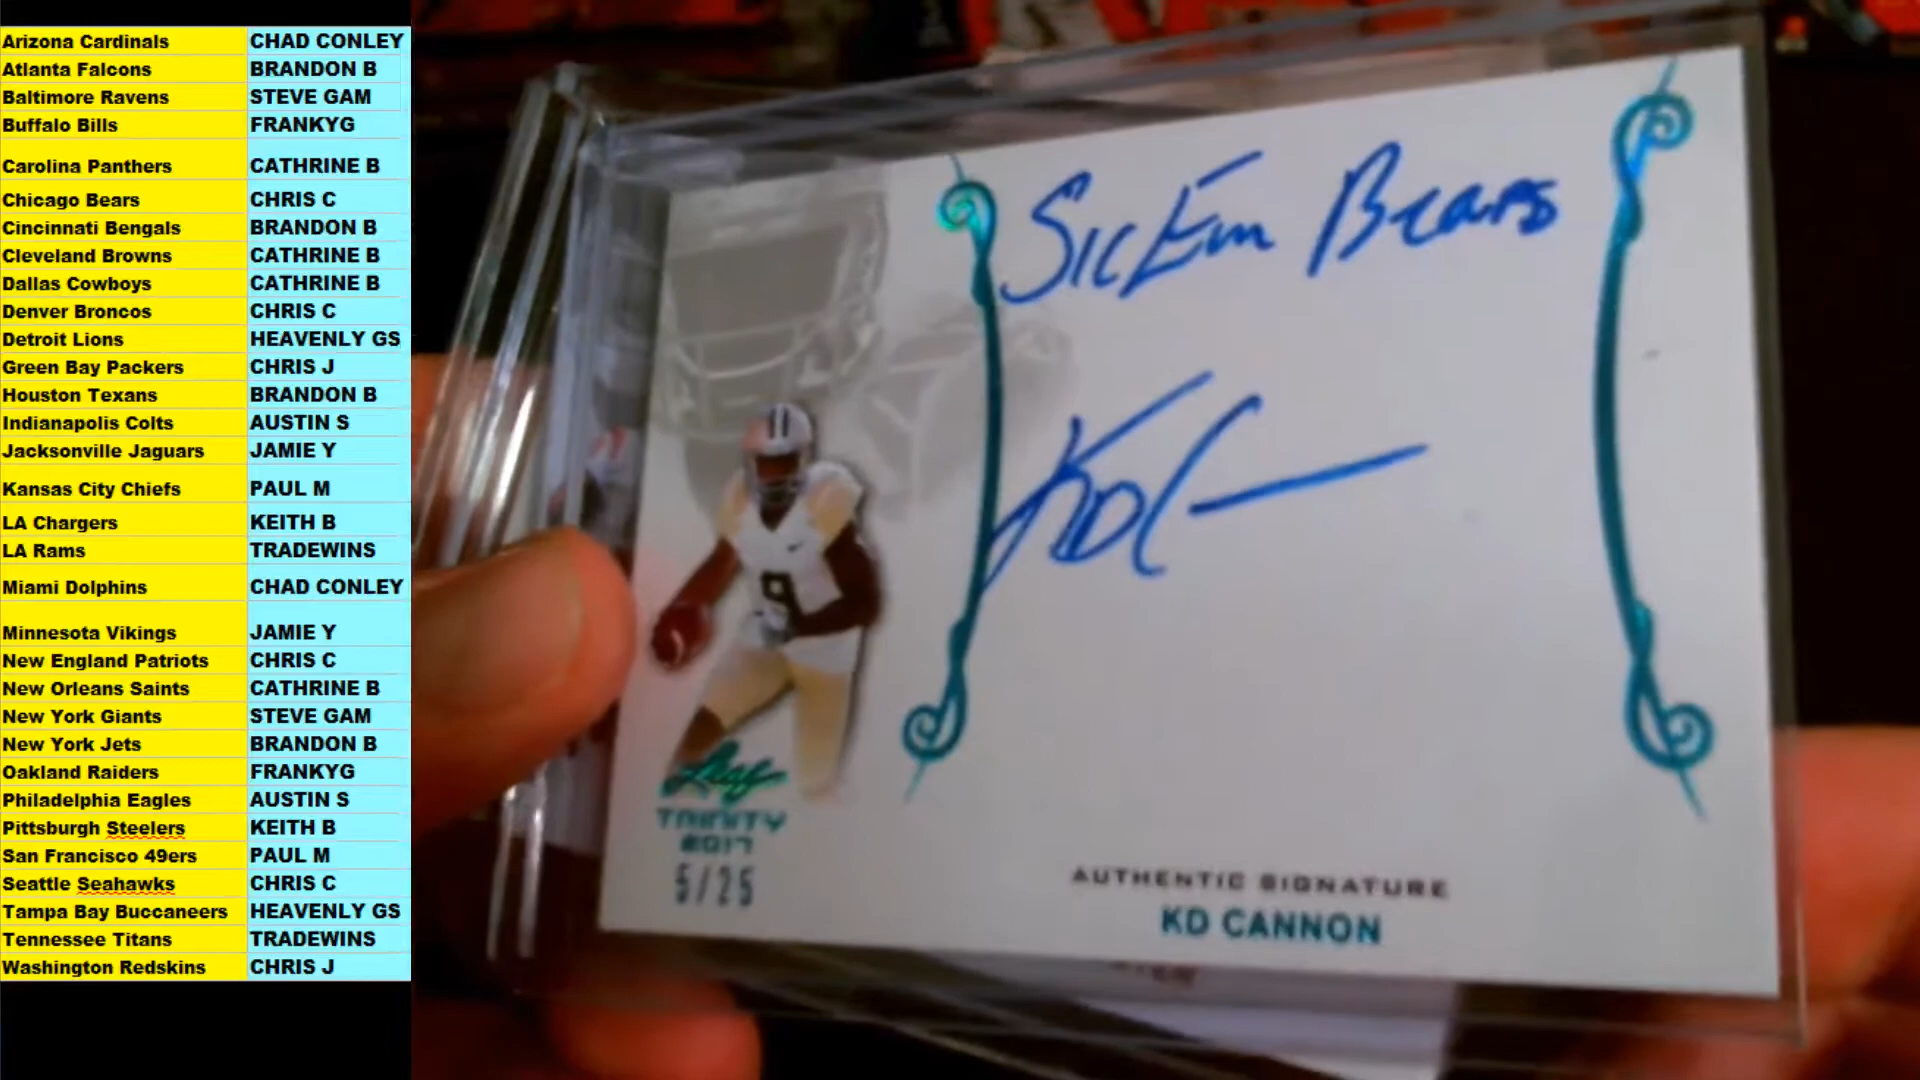 Arizona Cardinals CHAD CONLEY
Atlanta Falcons BRANDON B
Baltimore Ravens STEVE GAM
Buffalo Bills FRANKYG
Carolina Panthers CATHRINE B
Chicago Bears CHRIS C
Cincinnati Bengals BRANDON B
Cleveland Browns CATHRINE B
Dallas Cowboys CATHRINE B
Denver Broncos CHRIS C
Detroit Lions HEAVENLY GS
Green Bay Packers CHRIS J
Houston Texans BRANDON B
Indianapolis Colts AUSTIN S
Jacksonville Jaguars JAMIE Y
Kansas City Chiefs PAUL M
LA Chargers KEITH B
LA Rams TRADEWINS
Miami Dolphins CHAD CONLEY
Minnesota Vikings JAMIE Y
New England Patriots CHRIS C
New Orleans Saints CATHRINE B
New York Giants STEVE GAM
New York Jets BRANDON B
Oakland Raiders FRANKYG
Philadelphia Eagles AUSTIN S
Pittsburgh Steelers KEITH B
San Francisco 49ers PAUL M
Seattle Seahawks CHRIS C
Tampa Bay Buccaneers HEAVENLY GS
Tennessee Titans TRADEWINS
Washington Redskins CHRIS J
Sic Em Bears
KDC
9
Leaf
TRINITY
2017
5/25
AUTHENTIC SIGNATURE
KD CANNON